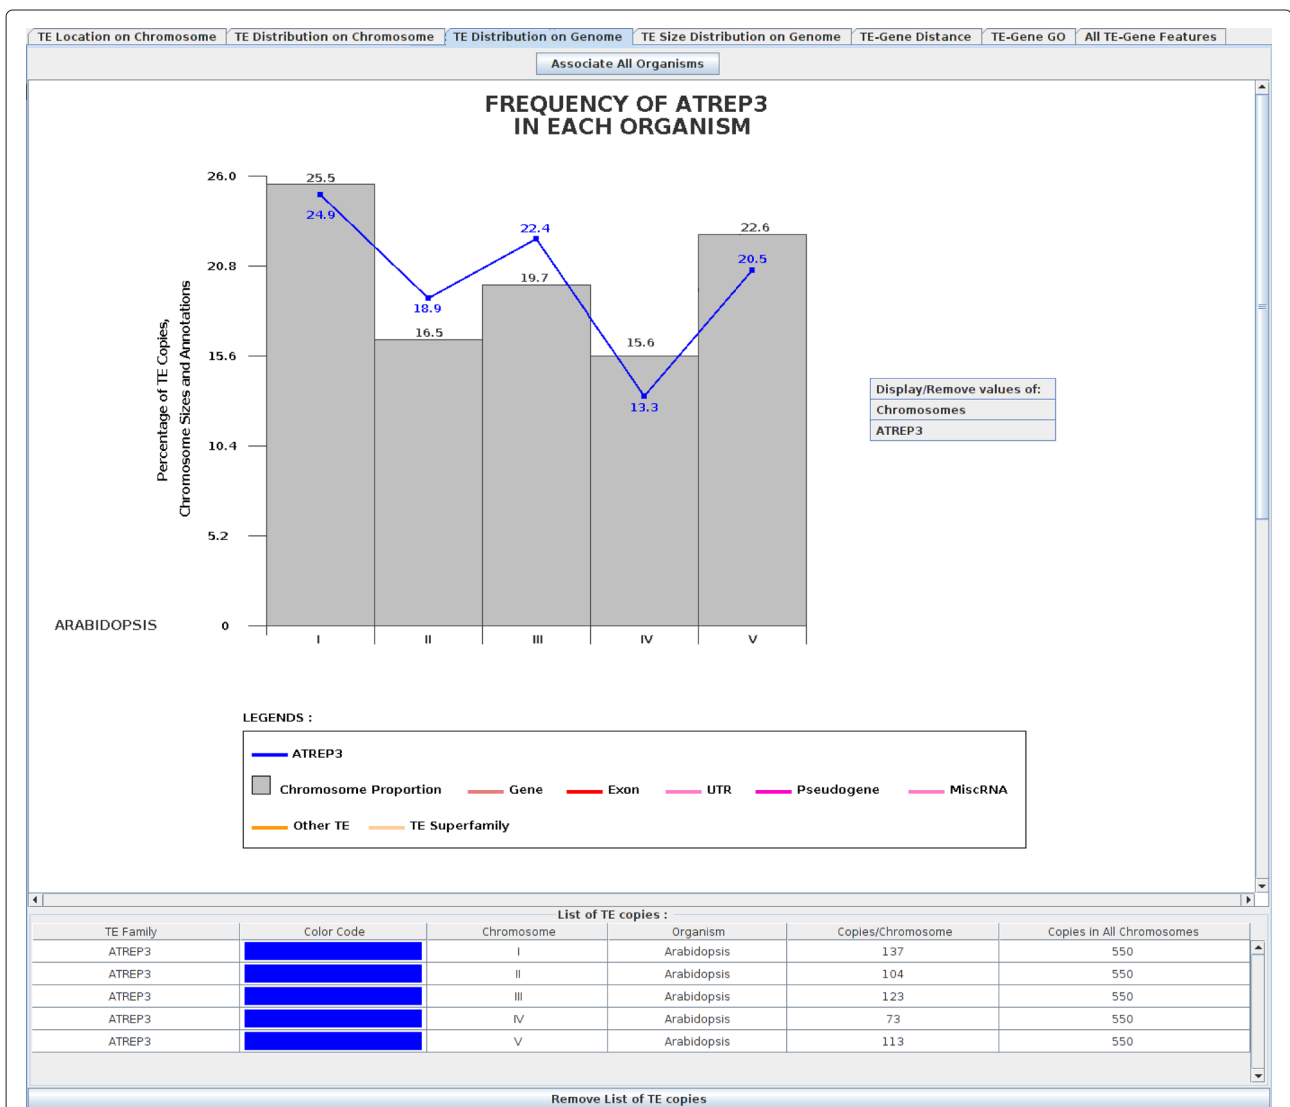 TE Location on Chromosome TE Distribution on Chromosome TE Distribution on Genome TE Size Distribution on Genome TE-Gene Distance TE-Gene GO All TE-Gene Features
Associate All Organisms
FREQUENCY OF ATREP3
IN EACH ORGANISM
Percentage of TE Copies,
Chromosome Sizes and Annotations
26.0
20.8
15.6
10.4
5.2
0
25.5
24.9
18.9
16.5
22.4
19.7
15.6
13.3
22.6
20.5
Display/Remove values of:
Chromosomes
ATREP3
ARABIDOPSIS
I II III IV V
LEGENDS :
ATREP3
Chromosome Proportion Gene Exon UTR Pseudogene MiscRNA
Other TE TE Superfamily
List of TE copies :
TE Family Color Code Chromosome Organism Copies/Chromosome Copies in All Chromosomes
ATREP3 I Arabidopsis 137 550
ATREP3 II Arabidopsis 104 550
ATREP3 III Arabidopsis 123 550
ATREP3 IV Arabidopsis 73 550
ATREP3 V Arabidopsis 113 550
Remove List of TE copies